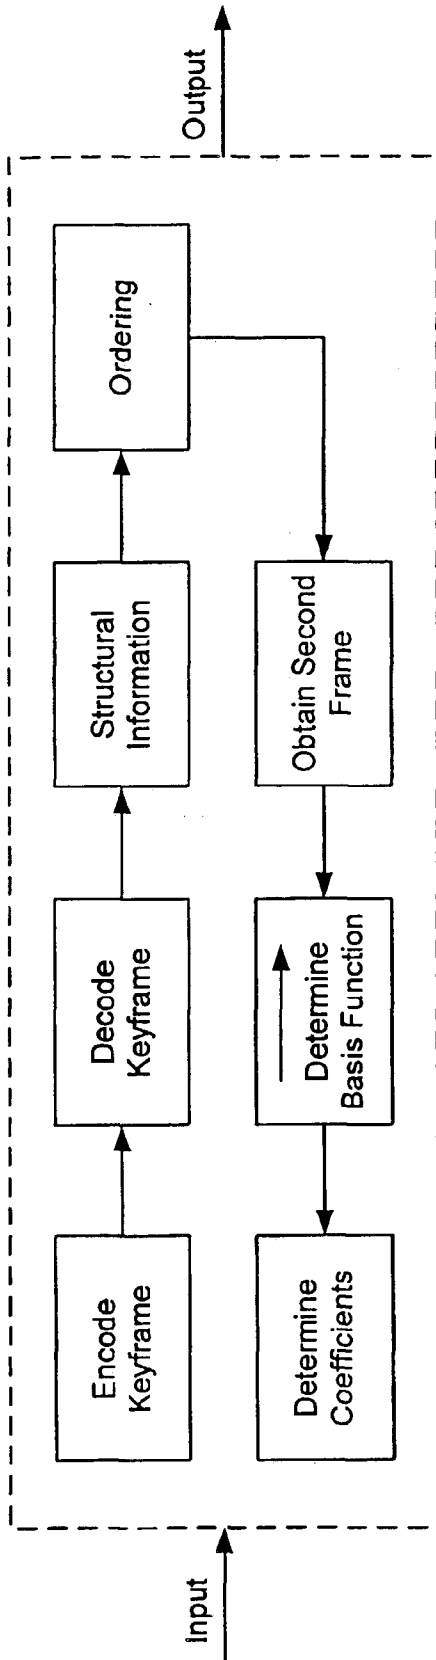 Input
Encode
Keyframe
Decode
Keyframe
Structural
Information
Ordering
Obtain Second
Frame
Determine
Basis Function
Determine
Coefficients
Output